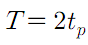 T = 2t_p